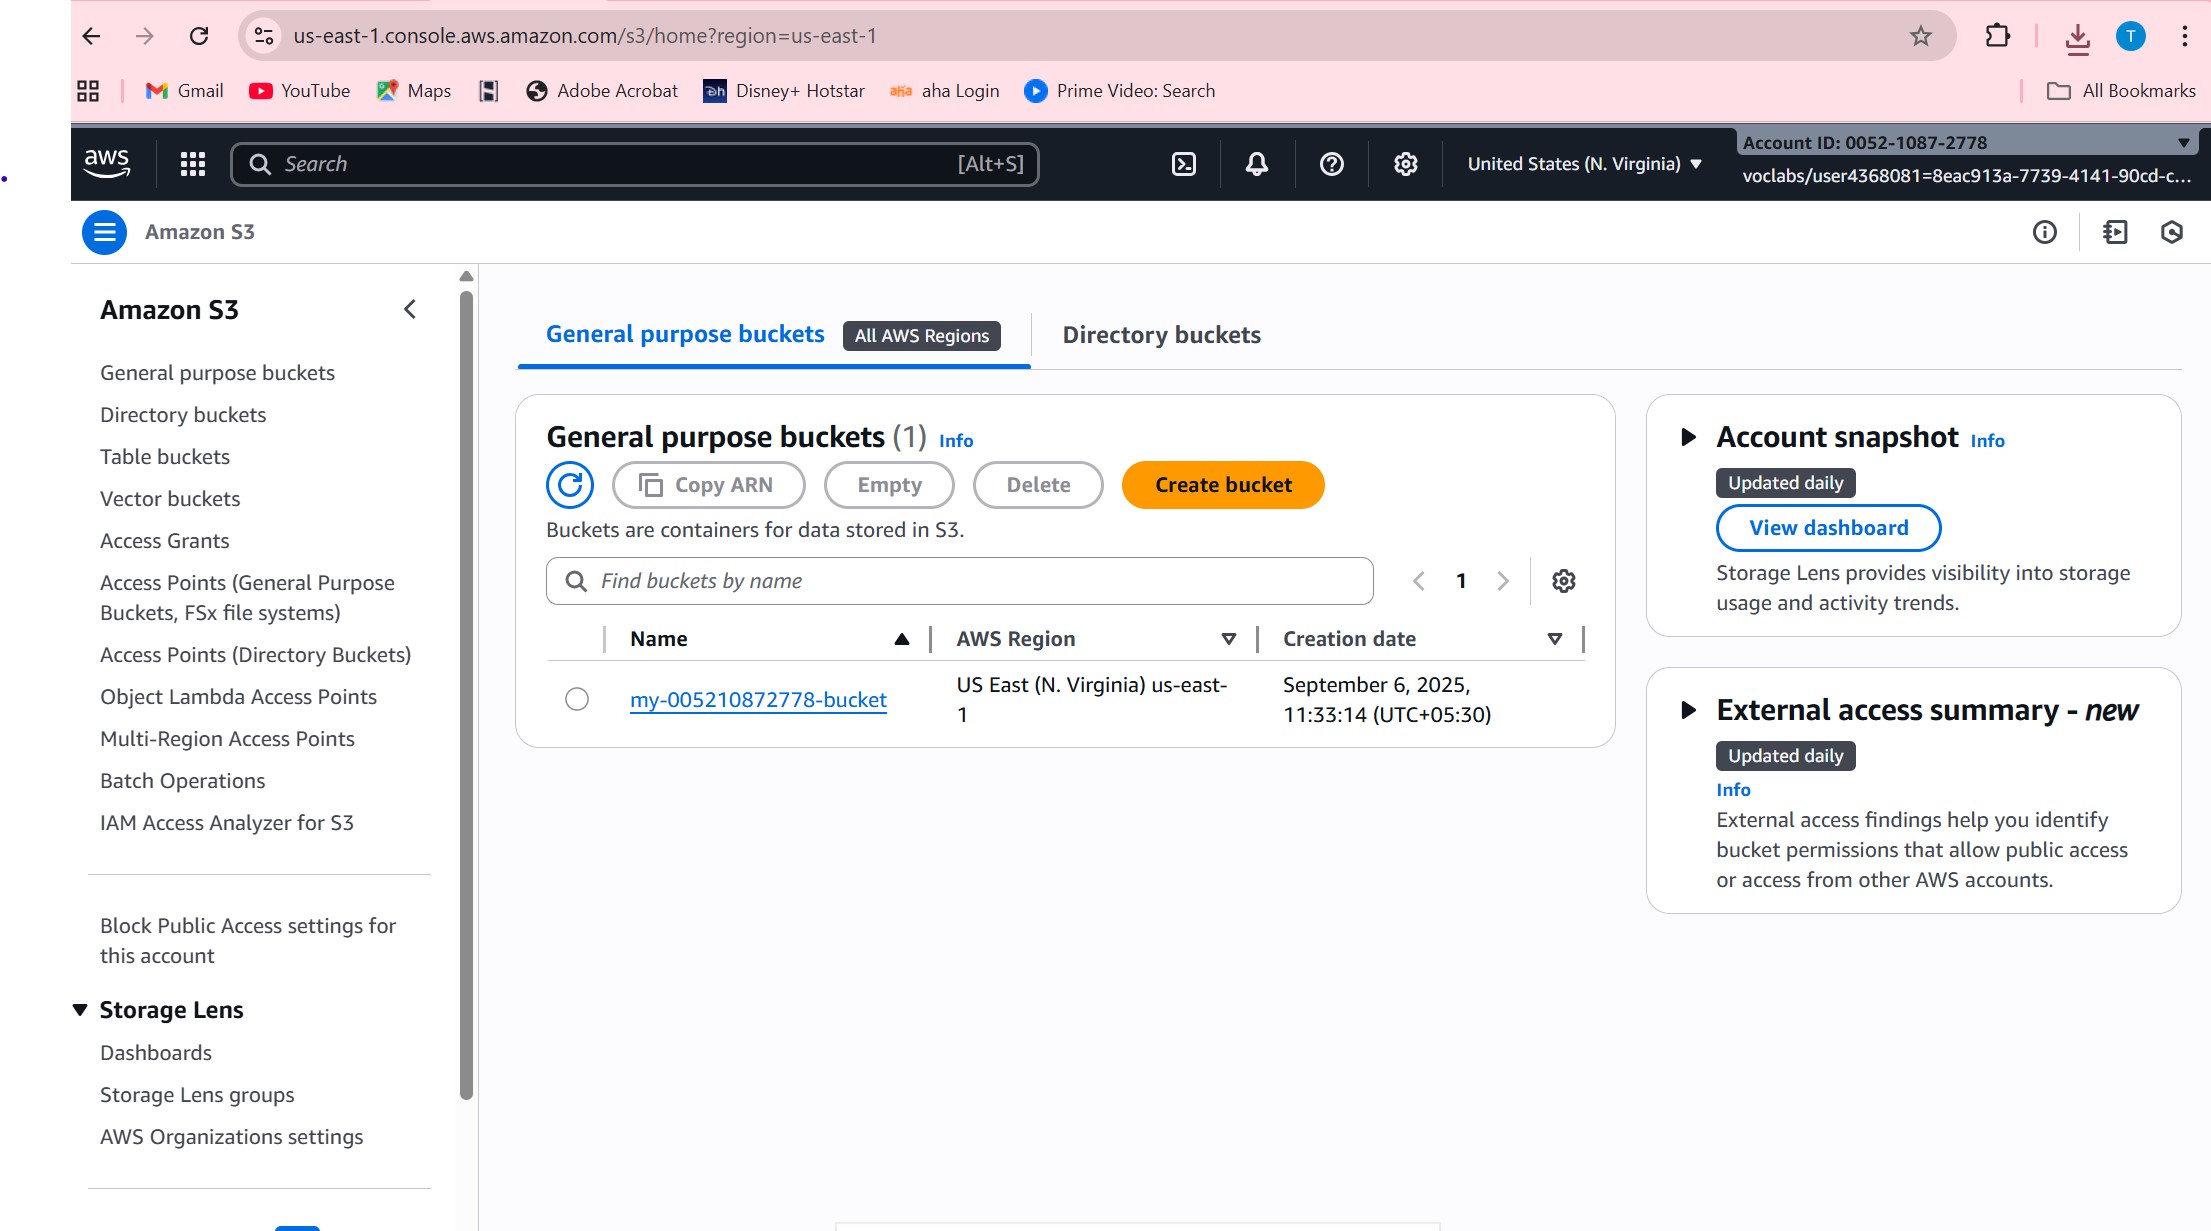 us-east-1.console.aws.amazon.com/s3/home?region=us-east-1
T
Gmail
YouTube
Maps
Adobe Acrobat
Disney+ Hotstar
aha aha Login
Prime Video: Search
All Bookmarks
aws
Search [Alt+S]
United States (N. Virginia)
Account ID: 0052-1087-2778
voclabs/user4368081=8eac913a-7739-4141-90cd-c...
Amazon S3
Amazon S3
General purpose buckets
Directory buckets
Table buckets
Vector buckets
Access Grants
Access Points (General Purpose
Buckets, FSx file systems)
Access Points (Directory Buckets)
Object Lambda Access Points
Multi-Region Access Points
Batch Operations
IAM Access Analyzer for S3
Block Public Access settings for
this account
Storage Lens
Dashboards
Storage Lens groups
AWS Organizations settings
General purpose buckets All AWS Regions
Directory buckets
General purpose buckets (1) Info
Copy ARN
Empty
Delete
Create bucket
Buckets are containers for data stored in S3.
Find buckets by name
1
Name AWS Region Creation date
my-005210872778-bucket
US East (N. Virginia) us-east-
1
September 6, 2025,
11:33:14 (UTC+05:30)
Account snapshot Info
Updated daily
View dashboard
Storage Lens provides visibility into storage
usage and activity trends.
External access summary - new
Updated daily
Info
External access findings help you identify
bucket permissions that allow public access
or access from other AWS accounts.